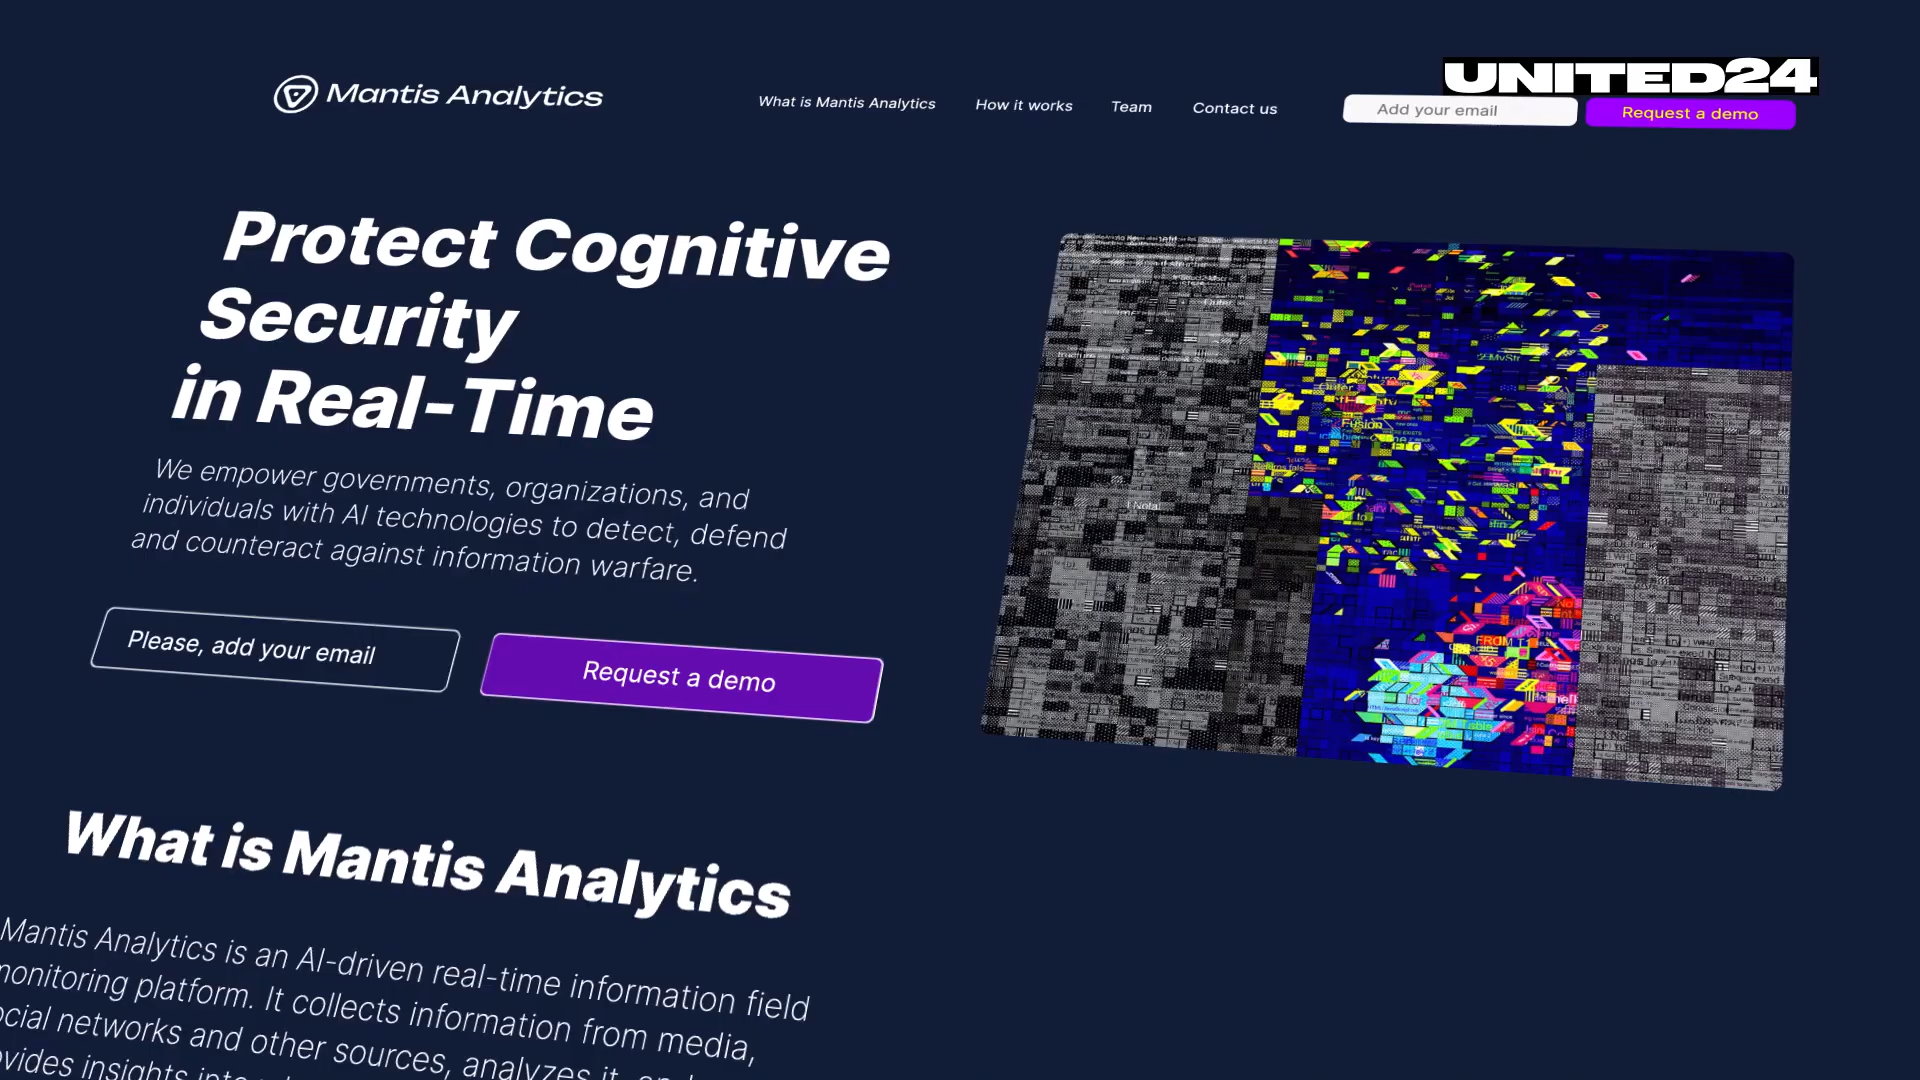 UNITED24
Mantis Analytics
What is Mantis Analytics
How it works
Team
Contact us
Add your email
Request a demo
Protect Cognitive
Security
in Real-Time
We empower governments, organizations, and
individuals with AI technologies to detect, defend
and counteract against information warfare.
Please, add your email
Request a demo
What is Mantis Analytics
Mantis Analytics is an AI-driven real-time information field
monitoring platform. It collects information from media,
networks and other sources, analyzes it,
insights